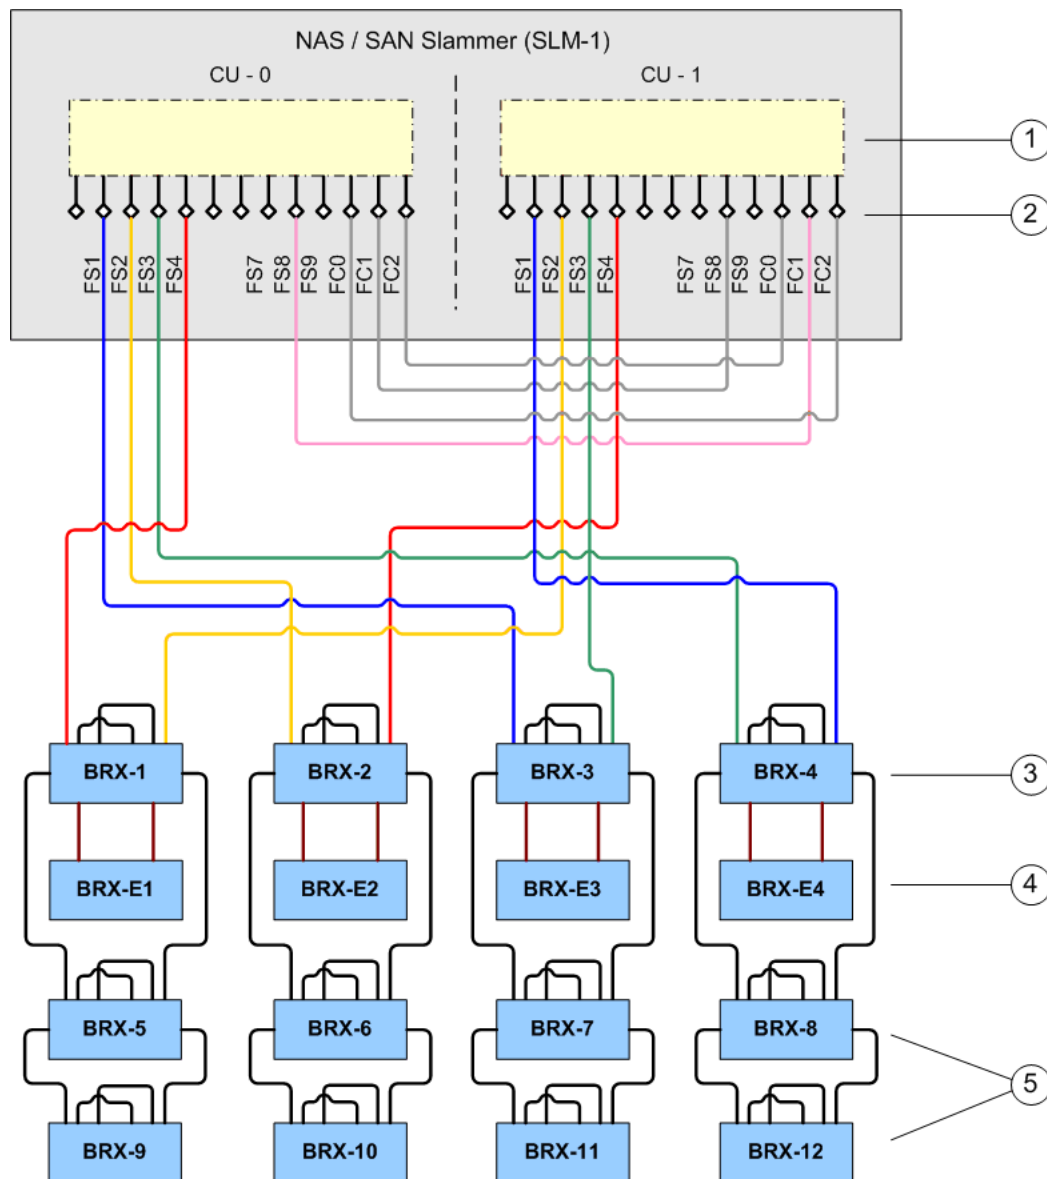 NAS / SAN Slammer (SLM-1)
CU - 0
CU - 1
1
2
FS1
FS2
FS3
FS4
FS7
FS8
FS9
FC0
FC1
FC2
FS1
FS2
FS3
FS4
FS7
FS8
FS9
FC0
FC1
FC2
BRX-1
BRX-2
BRX-3
BRX-4
3
BRX-E1
BRX-E2
BRX-E3
BRX-E4
4
BRX-5
BRX-6
BRX-7
BRX-8
5
BRX-9
BRX-10
BRX-11
BRX-12